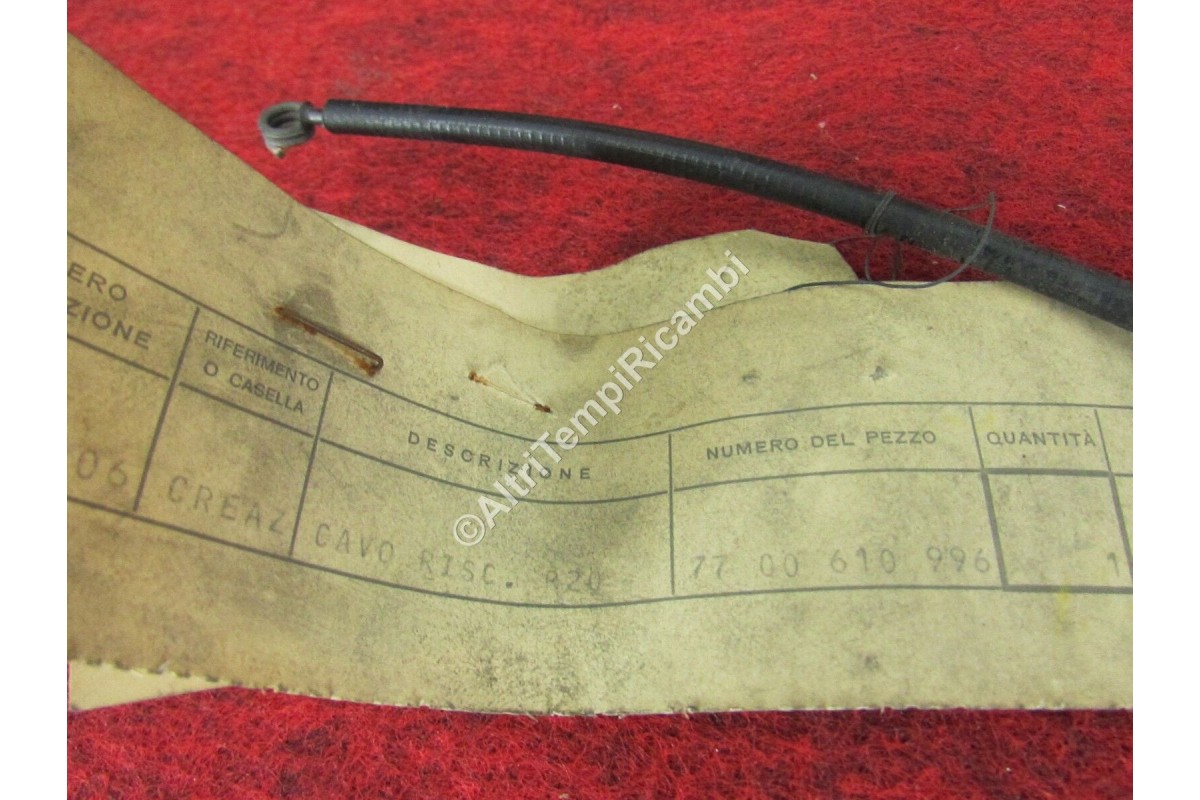 ERO
ZIONE
RIFERIMENTO
O CASELLA
DESCRIZIONE
NUMERO DEL PEZZO
QUANTITÀ
06 CREAZ CAVO RISC. 820 77 00 610 996 1
©AltriTempiRicambi